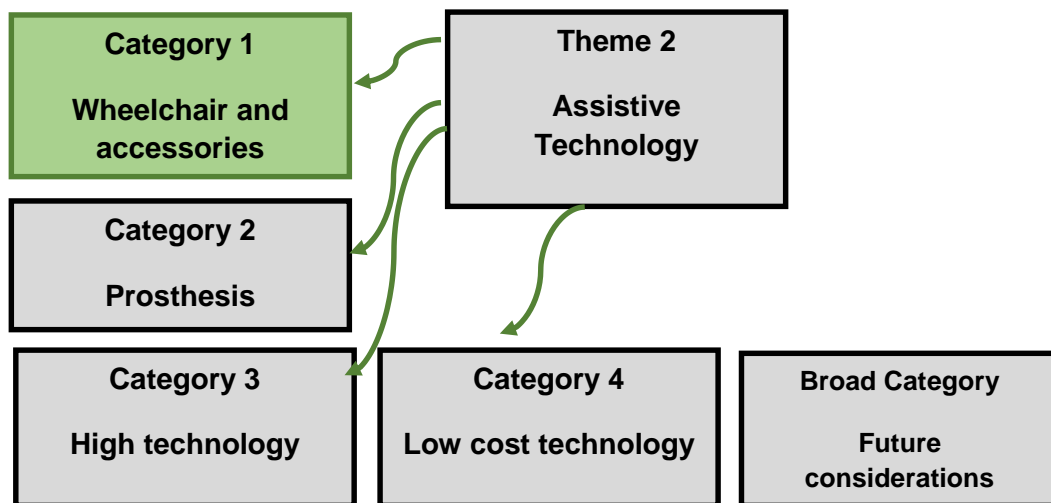 Category 1
Wheelchair and
accessories
Theme 2
Assistive
Technology
Category 2
Prosthesis
Category 3
High technology
Category 4
Low cost technology
Broad Category
Future
considerations